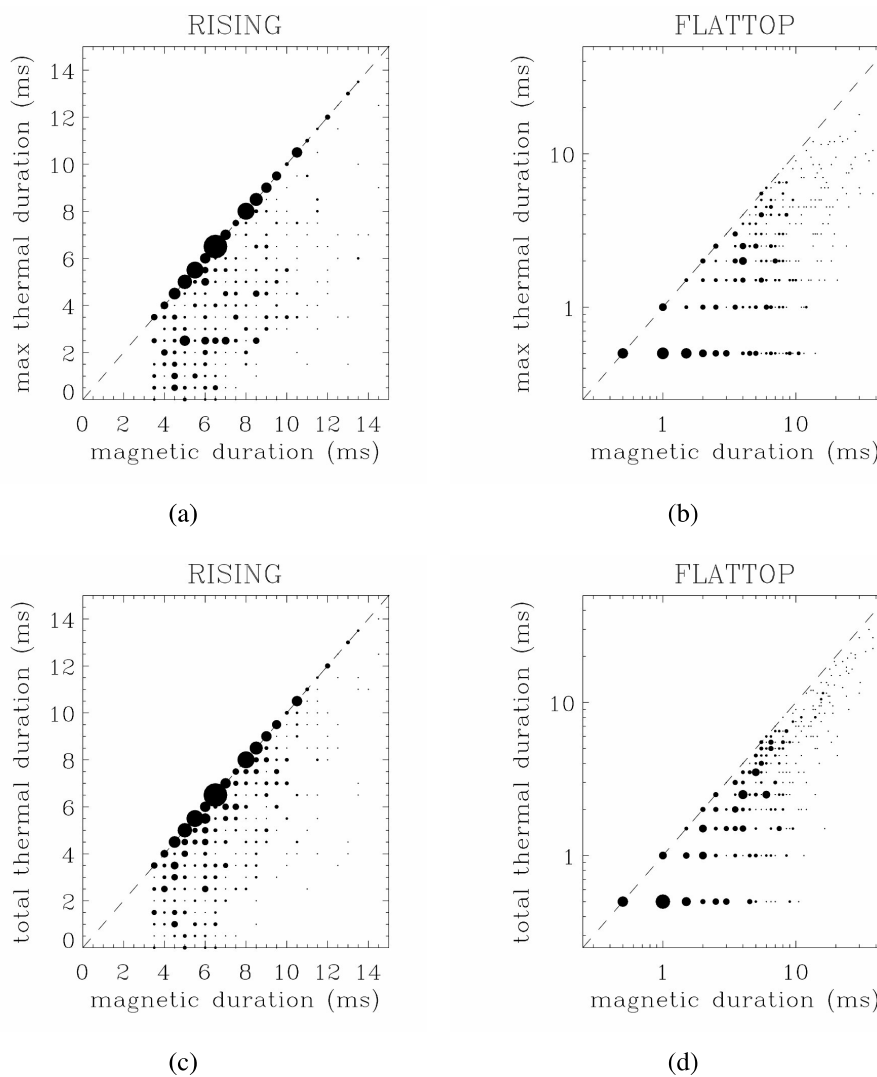 RISING
FLATTOP
max thermal duration (ms)
14
12
10
8
6
4
2
0
0 2 4 6 8 10 12 14
magnetic duration (ms)
max thermal duration (ms)
10
1
1 10
magnetic duration (ms)
(a)
(b)
RISING
FLATTOP
total thermal duration (ms)
14
12
10
8
6
4
2
0
0 2 4 6 8 10 12 14
magnetic duration (ms)
total thermal duration (ms)
10
1
1 10
magnetic duration (ms)
(c)
(d)